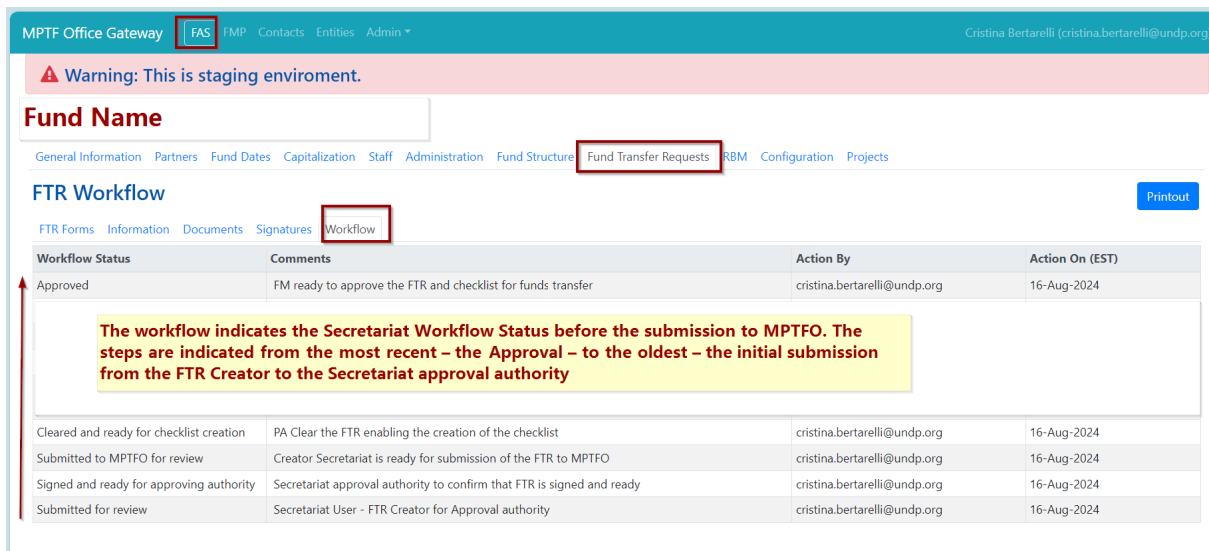 MPTF Office Gateway FAS FMP Contacts Entities Admin Cristina Bertarelli (cristina.bertarelli@undp.org
Warning: This is staging enviroment.
Fund Name
General Information Partners Fund Dates Capitalization Staff Administration Fund Structure Fund Transfer Requests RBM Configuration Projects
FTR Workflow Printout
FTR Forms Information Documents Signatures Workflow
Workflow Status Comments Action By Action On (EST)
Approved FM ready to approve the FTR and checklist for funds transfer cristina.bertarelli@undp.org 16-Aug-2024
The workflow indicates the Secretariat Workflow Status before the submission to MPTFO. The
steps are indicated from the most recent – the Approval – to the oldest – the initial submission
from the FTR Creator to the Secretariat approval authority
Cleared and ready for checklist creation PA Clear the FTR enabling the creation of the checklist cristina.bertarelli@undp.org 16-Aug-2024
Submitted to MPTFO for review Creator Secretariat is ready for submission of the FTR to MPTFO cristina.bertarelli@undp.org 16-Aug-2024
Signed and ready for approving authority Secretariat approval authority to confirm that FTR is signed and ready cristina.bertarelli@undp.org 16-Aug-2024
Submitted for review Secretariat User - FTR Creator for Approval authority cristina.bertarelli@undp.org 16-Aug-2024